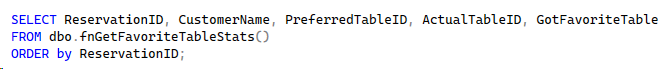 SELECT ReservationID, CustomerName, PreferredTableID, ActualTableID, GotFavoriteTable
FROM dbo.fnGetFavoriteTableStats()
ORDER by ReservationID;